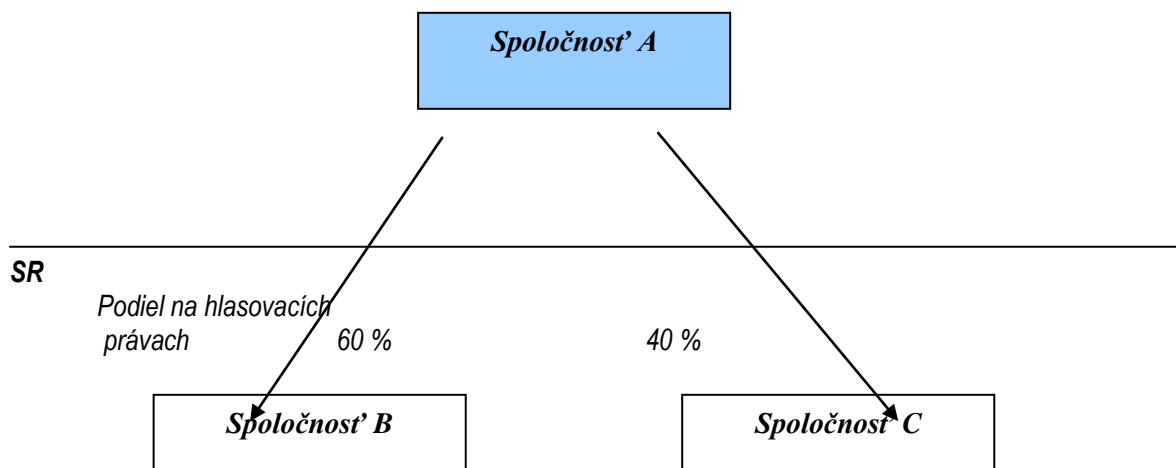 Spoločnosť A
SR
Podiel na hlasovacích
právach 60 % 40 %
Spoločnosť B Spoločnosť C